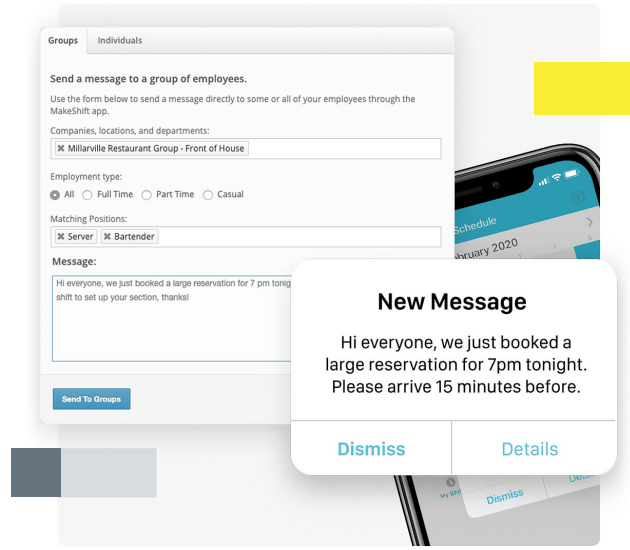 Groups
Individuals
Send a message to a group of employees.
Use the form below to send a message directly to some or all of your employees through the
MakeShift app.
Companies, locations, and departments:
✖ Millarville Restaurant Group - Front of House
Employment type:
All
Full Time
Part Time
Casual
Matching Positions:
✖ Server
✖ Bartender
Message:
Hi everyone, we just booked a large reservation for 7 pm
shift to set up your section, thanks!
Send To Groups
Schedule
2020
New Message
Hi everyone, we just booked a
large reservation for 7pm tonight.
Please arrive 15 minutes before.
Dismiss
Details
My
Dismiss